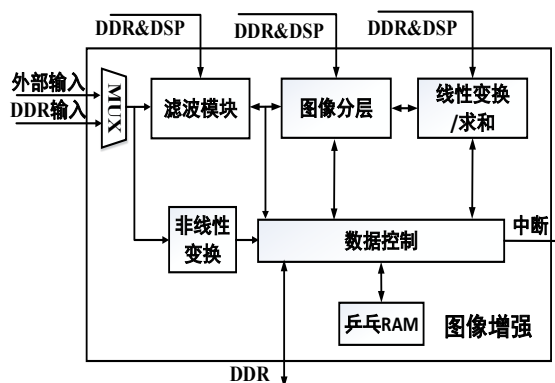 DDR&DSP
DDR&DSP
DDR&DSP
外部输入
DDR输入
MUX
滤波模块
图像分层
线性变换
/求和
非线性
变换
数据控制
中断
乒乓RAM
图像增强
DDR